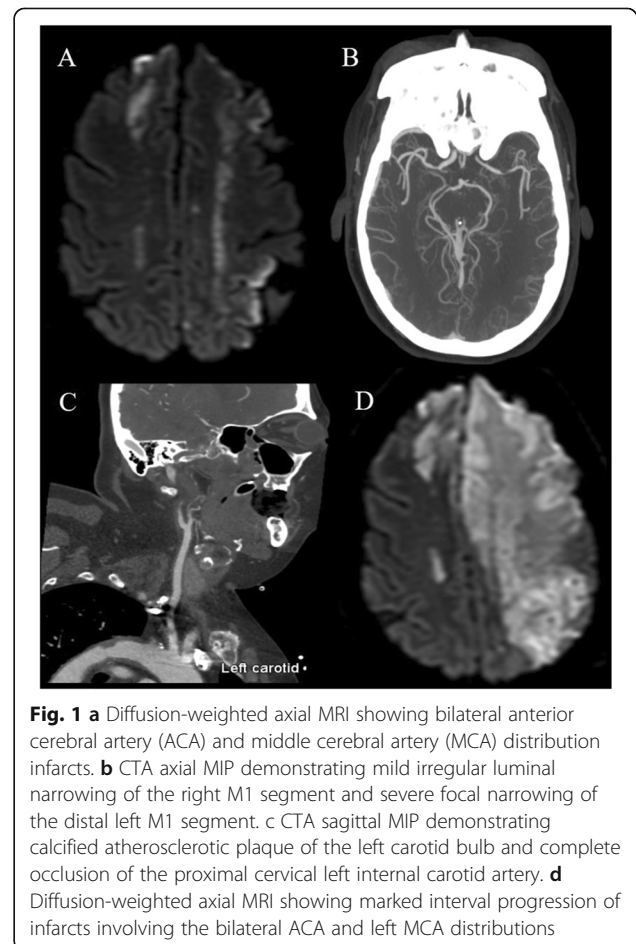 A
B
C
D
Left carotid
Fig. 1 a Diffusion-weighted axial MRI showing bilateral anterior
cerebral artery (ACA) and middle cerebral artery (MCA) distribution
infarcts. b CTA axial MIP demonstrating mild irregular luminal
narrowing of the right M1 segment and severe focal narrowing of
the distal left M1 segment. c CTA sagittal MIP demonstrating
calcified atherosclerotic plaque of the left carotid bulb and complete
occlusion of the proximal cervical left internal carotid artery. d
Diffusion-weighted axial MRI showing marked interval progression of
infarcts involving the bilateral ACA and left MCA distributions